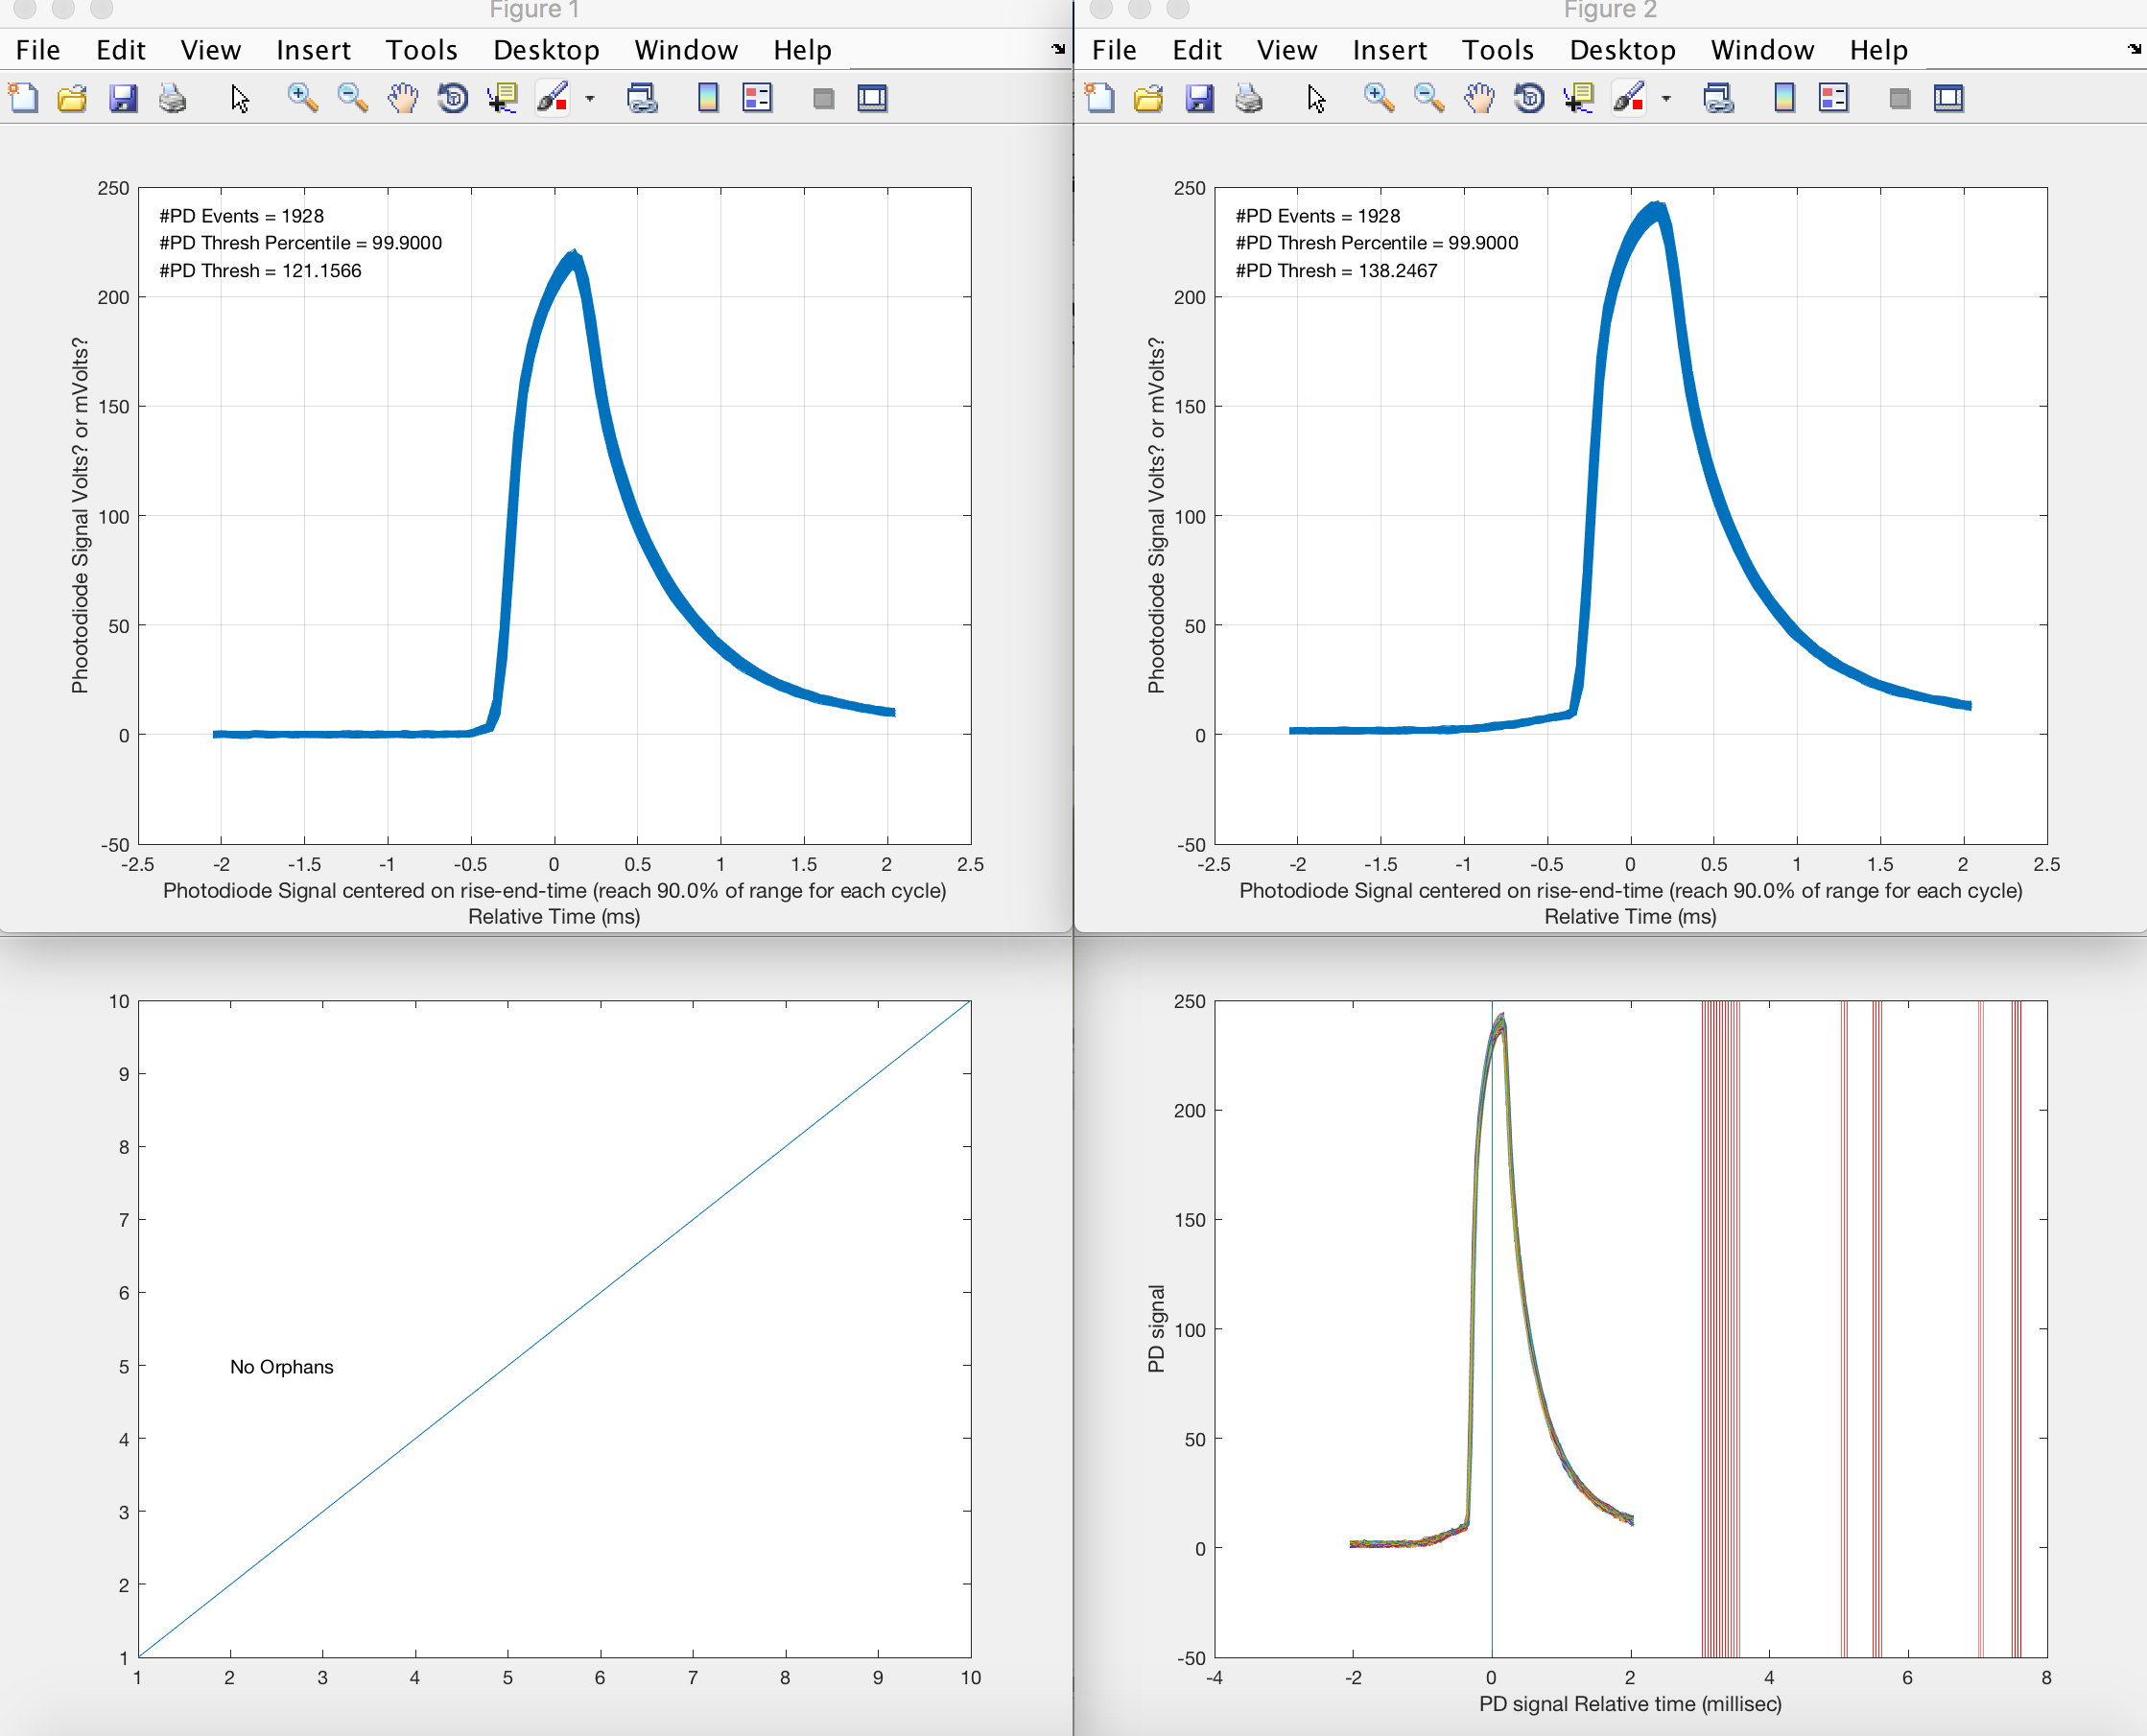 Figure 1
File Edit View Insert Tools Desktop Window Help
250
200
150
100
50
0
-50
#PD Events = 1928
#PD Thresh Percentile = 99.9000
#PD Thresh = 121.1566
Phootodiode Signal Volts? or mVolts?
-2.5 -2 -1.5 -1 -0.5 0 0.5 1 1.5 2 2.5
Photodiode Signal centered on rise-end-time (reach 90.0% of range for each cycle)
Relative Time (ms)
Figure 2
File Edit View Insert Tools Desktop Window Help
250
200
150
100
50
0
-50
#PD Events = 1928
#PD Thresh Percentile = 99.9000
#PD Thresh = 138.2467
Phootodiode Signal Volts? or mVolts?
-2.5 -2 -1.5 -1 -0.5 0 0.5 1 1.5 2 2.5
Photodiode Signal centered on rise-end-time (reach 90.0% of range for each cycle)
Relative Time (ms)
10
9
8
7
6
5
4
3
2
1
No Orphans
1 2 3 4 5 6 7 8 9 10
250
200
150
100
50
0
-50
PD signal
-4 -2 0 2 4 6 8
PD signal Relative time (millisec)